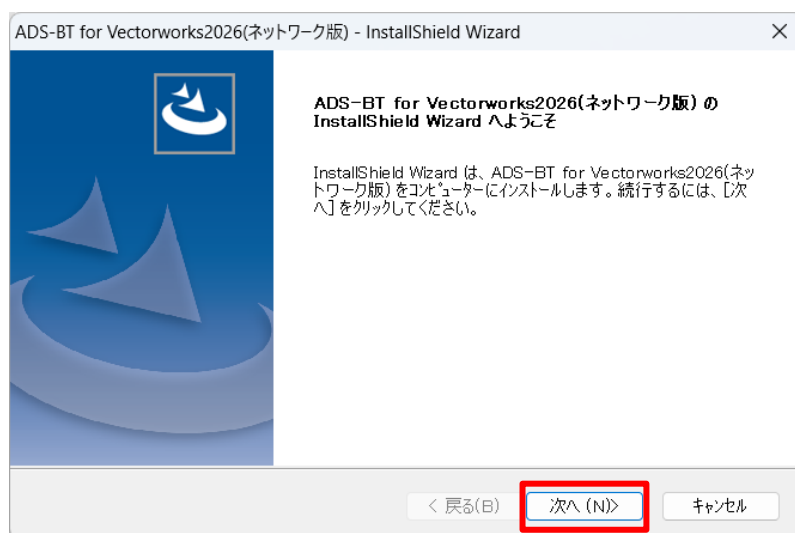 ADS-BT for Vectorworks2026(ネットワーク版) - InstallShield Wizard
ADS-BT for Vectorworks2026(ネットワーク版) の
InstallShield Wizard へようこそ
InstallShield Wizard は、ADS-BT for Vectorworks2026(ネッ
トワーク版) をコンピューターにインストールします。続行するには、[次
へ] をクリックしてください。
< 戻る(B)
次へ (N)>
キャンセル